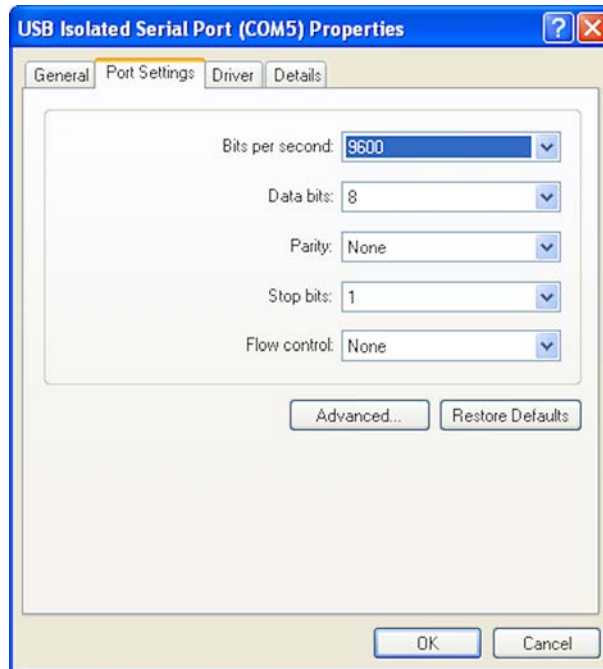 USB Isolated Serial Port (COM5) Properties
General Port Settings Driver Details
Bits per second: 9600
Data bits: 8
Parity: None
Stop bits: 1
Flow control: None
Advanced... Restore Defaults
OK Cancel